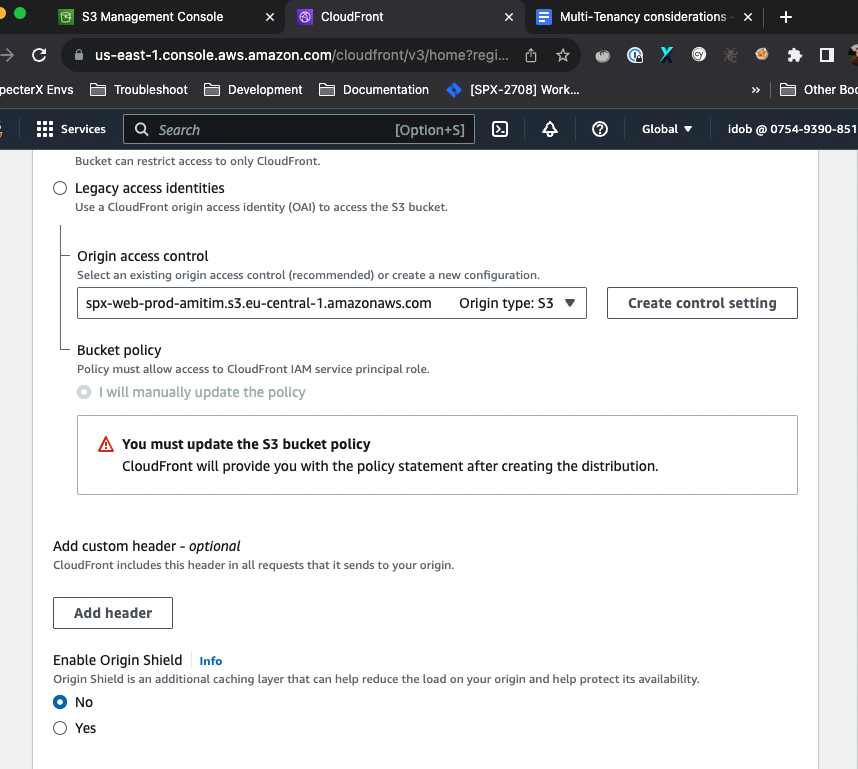 S3 Management Console
CloudFront
Multi-Tenancy considerations -
us-east-1.console.aws.amazon.com/cloudfront/v3/home?regi...
pecterX Envs
Troubleshoot
Development
Documentation
[SPX-2708] Work...
»
Other Boo
Services
Search
[Option+S]
Global
idob @ 0754-9390-851
Bucket can restrict access to only CloudFront.
Legacy access identities
Use a CloudFront origin access identity (OAI) to access the S3 bucket.
Origin access control
Select an existing origin access control (recommended) or create a new configuration.
spx-web-prod-amitim.s3.eu-central-1.amazonaws.com Origin type: S3
Create control setting
Bucket policy
Policy must allow access to CloudFront IAM service principal role.
I will manually update the policy
You must update the S3 bucket policy
CloudFront will provide you with the policy statement after creating the distribution.
Add custom header - optional
CloudFront includes this header in all requests that it sends to your origin.
Add header
Enable Origin Shield
Info
Origin Shield is an additional caching layer that can help reduce the load on your origin and help protect its availability.
No
Yes